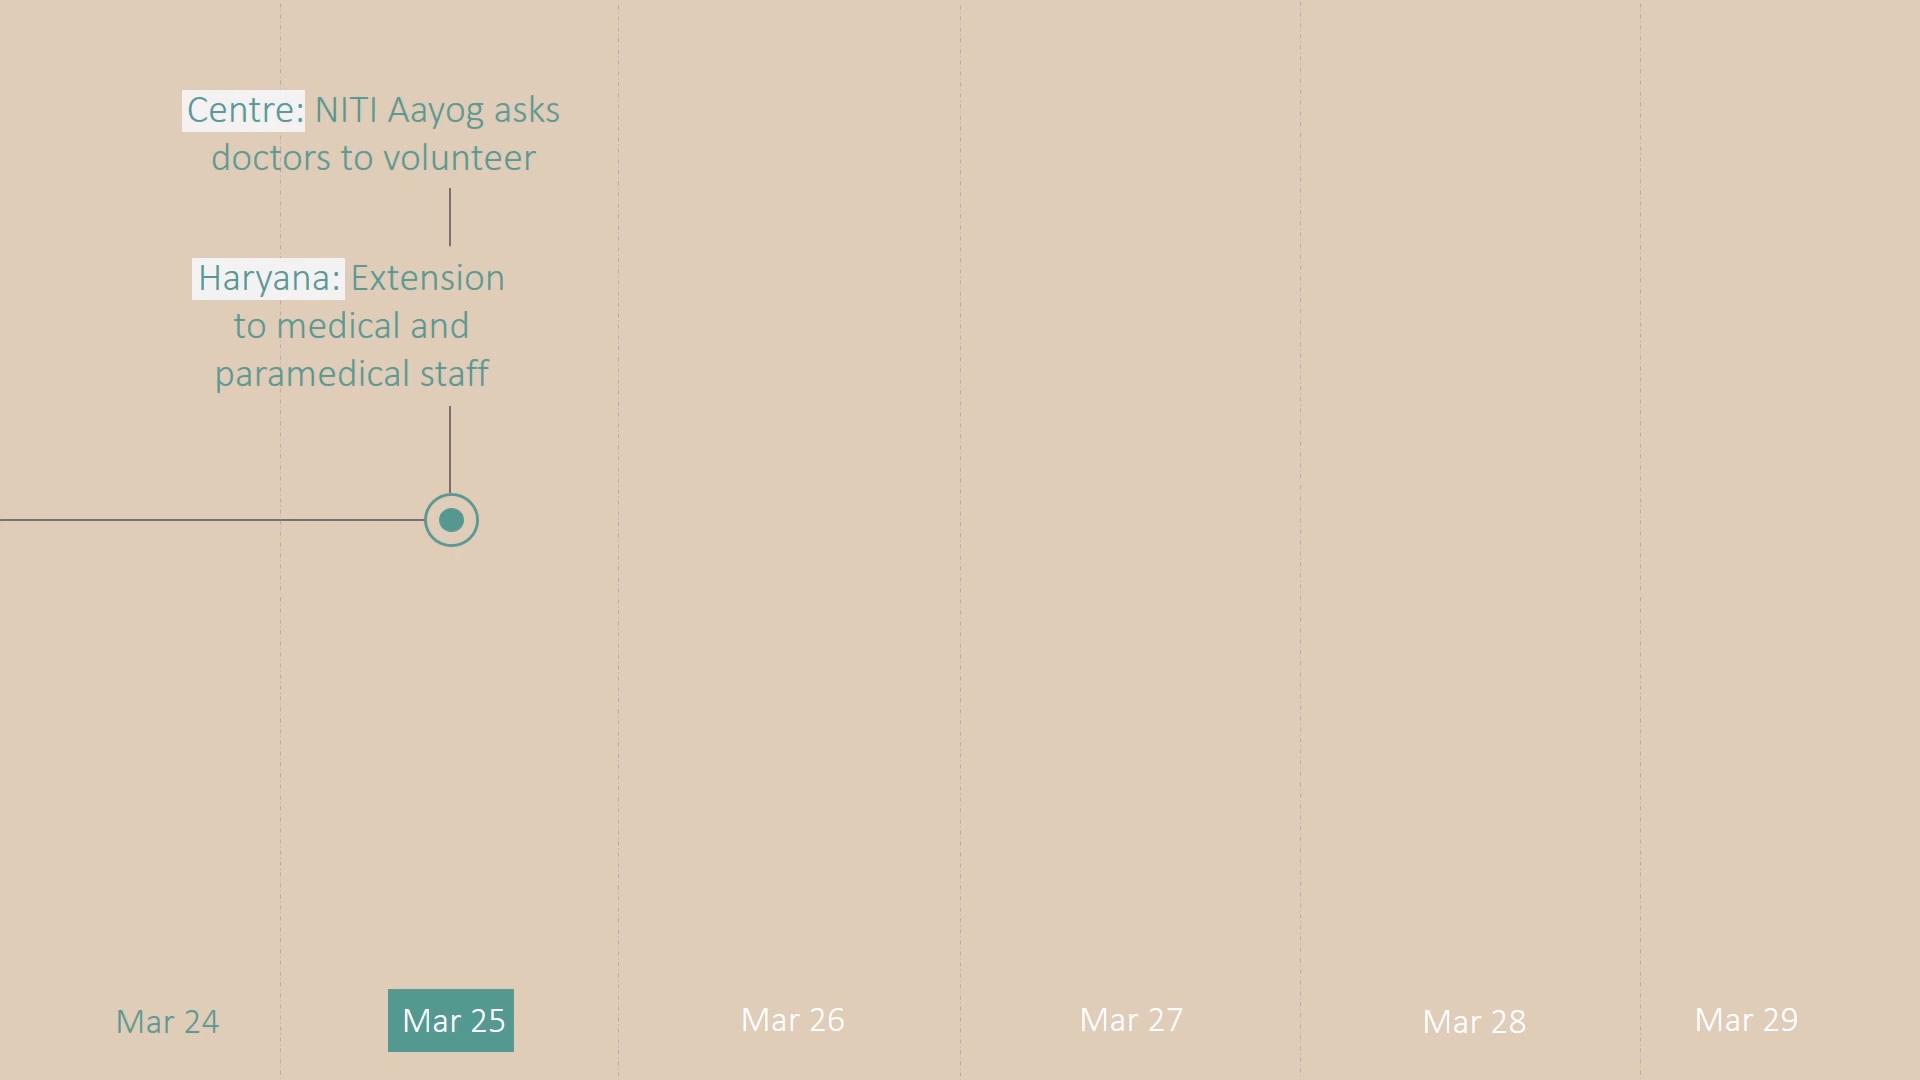 Centre: NITI Aayog asks
doctors to volunteer
Haryana: Extension
to medical and
paramedical staff
Mar 24
Mar 25
Mar 26
Mar 27
Mar 28
Mar 29